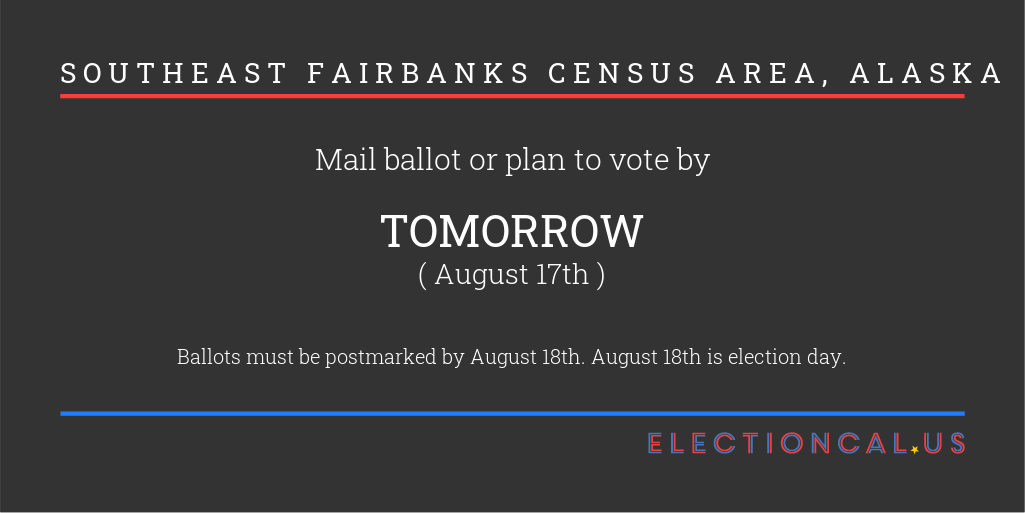 SOUTHEAST FAIRBANKS CENSUS AREA, ALASKA
Mail ballot or plan to vote by
TOMORROW
( August 17th )
Ballots must be postmarked by August 18th. August 18th is election day.
ELECTIONCAL.US